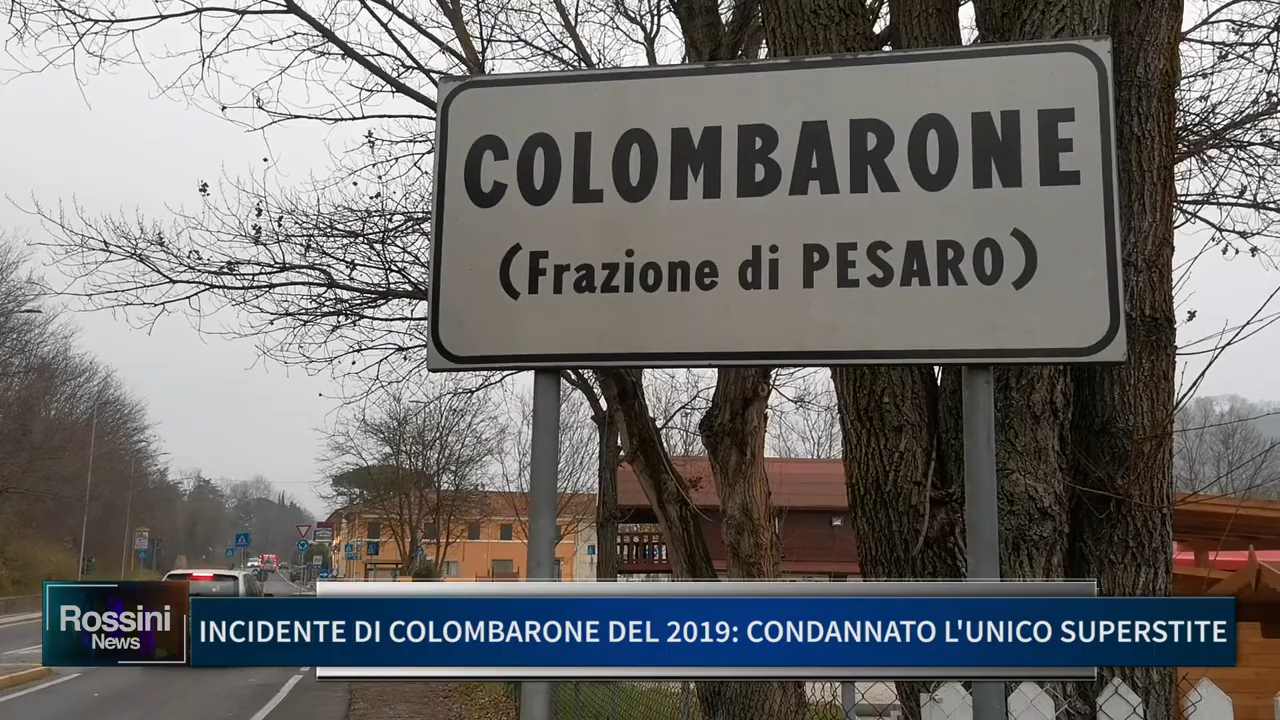 COLOMBARONE
(Frazione di PESARO)
Rossini
News
INCIDENTE DI COLOMBARONE DEL 2019: CONDANNATO L'UNICO SUPERSTITE